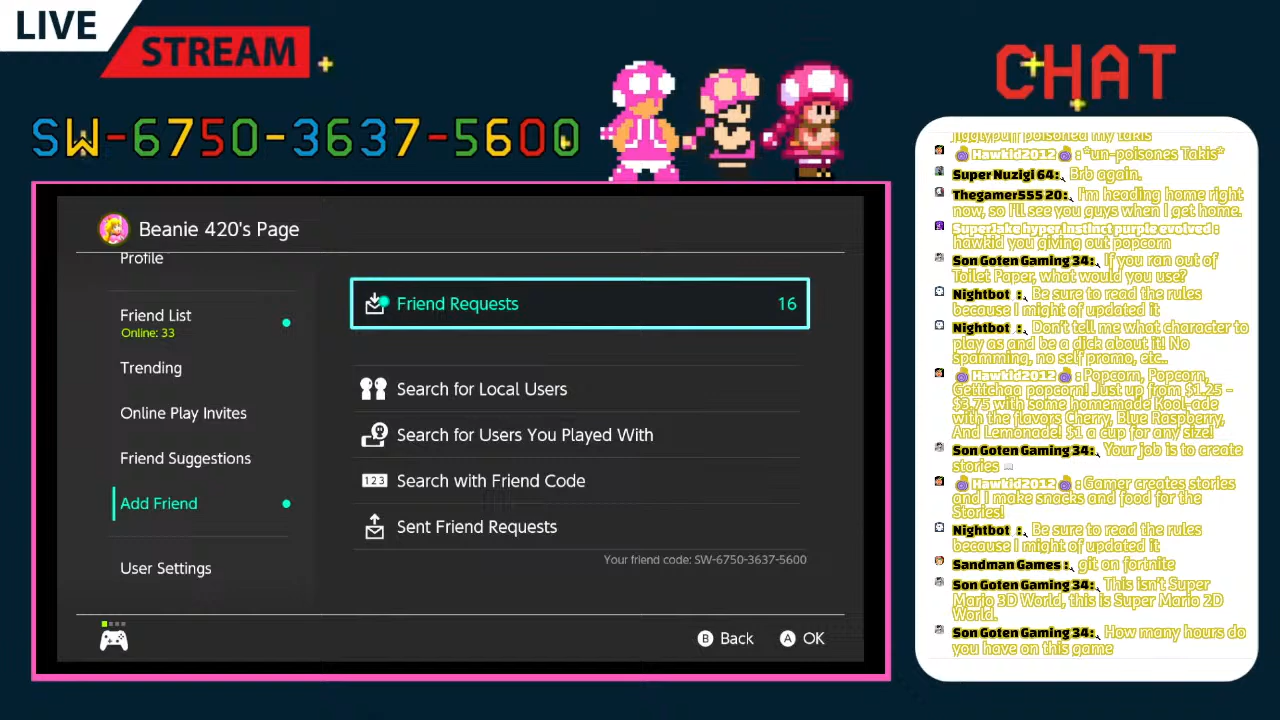 LIVE
STREAM
CHAT
SW-6750-3637-5600
Beanie 420's Page
Profile
Friend List
Online: 33
Trending
Online Play Invites
Friend Suggestions
Add Friend
User Settings
Friend Requests 16
Search for Local Users
Search for Users You Played With
123 Search with Friend Code
Sent Friend Requests
Your friend code: SW-6750-3637-5600
B Back A OK
jigglypuff poisoned my takis
Hawkid2012 : *un-poisones Takis*
Super Nuzigi 64: Brb again.
Thegamer555 20: I'm heading home right
now, so I'll see you guys when I get home.
SuperJake hyper instinct purple evolved :
hawkid you giving out popcorn
Son Goten Gaming 34: If you ran out of
Toilet Paper, what would you use?
Nightbot : Be sure to read the rules
because I might of updated it
Nightbot : Don't tell me what character to
play as and be a dick about it! No
spamming, no self promo, etc..
Hawkid2012 : Popcorn, Popcorn,
Gettichaa popcorn! Just up from $1.25 -
$3.75 with some homemade Kool-ade
with the flavors Cherry, Blue Raspberry,
And Lemonade! $1 a cup for any size!
Son Goten Gaming 34: Your job is to create
stories
Hawkid2012 : Gamer creates stories
and I make snacks and food for the
Stories!
Nightbot : Be sure to read the rules
because I might of updated it
Sandman Games : git on fortnite
Son Goten Gaming 34: This isn't Super
Mario 3D World, this is Super Mario 2D
World.
Son Goten Gaming 34: How many hours do
you have on this game